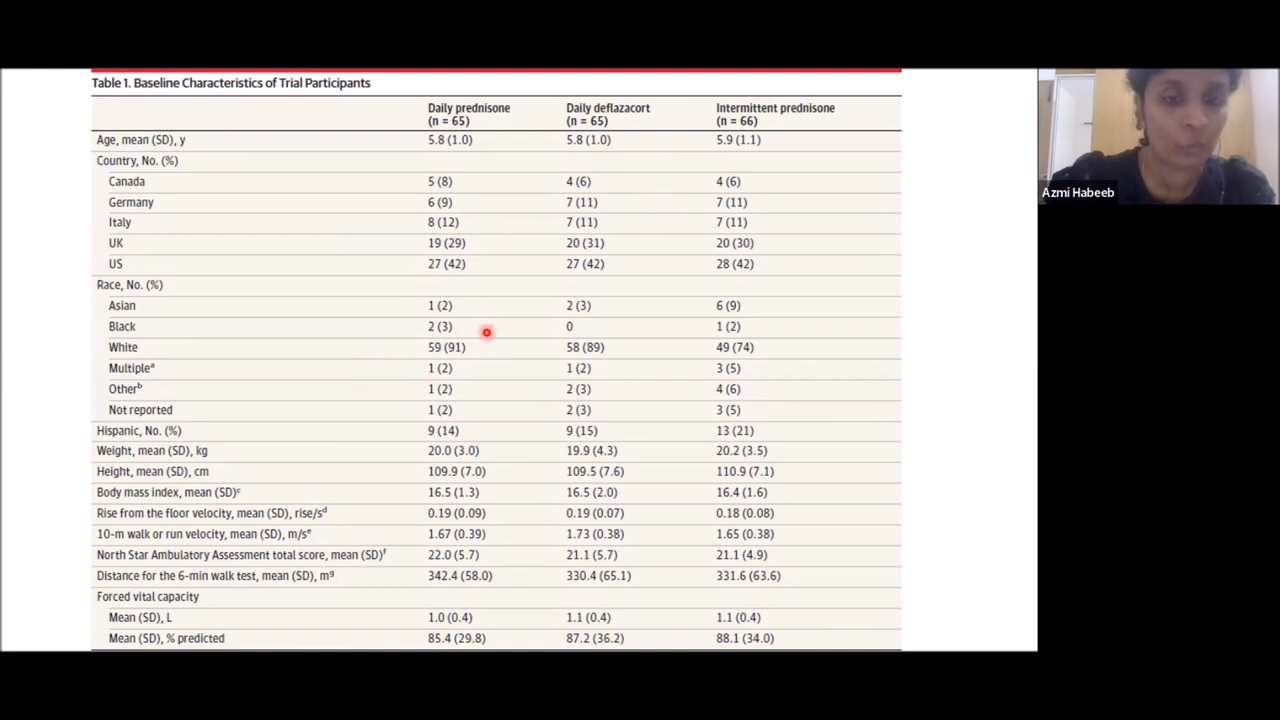 Table 1. Baseline Characteristics of Trial Participants
Daily prednisone (n = 65) Daily deflazacort (n = 65) Intermittent prednisone (n = 66)
Age, mean (SD), y 5.8 (1.0) 5.8 (1.0) 5.9 (1.1)
Country, No. (%)
Canada 5 (8) 4 (6) 4 (6)
Germany 6 (9) 7 (11) 7 (11)
Italy 8 (12) 7 (11) 7 (11)
UK 19 (29) 20 (31) 20 (30)
US 27 (42) 27 (42) 28 (42)
Race, No. (%)
Asian 1 (2) 2 (3) 6 (9)
Black 2 (3) 0 1 (2)
White 59 (91) 58 (89) 49 (74)
Multipleᵃ 1 (2) 1 (2) 3 (5)
Otherᵇ 1 (2) 2 (3) 4 (6)
Not reported 1 (2) 2 (3) 3 (5)
Hispanic, No. (%) 9 (14) 9 (15) 13 (21)
Weight, mean (SD), kg 20.0 (3.0) 19.9 (4.3) 20.2 (3.5)
Height, mean (SD), cm 109.9 (7.0) 109.5 (7.6) 110.9 (7.1)
Body mass index, mean (SD)ᶜ 16.5 (1.3) 16.5 (2.0) 16.4 (1.6)
Rise from the floor velocity, mean (SD), rise/sᵈ 0.19 (0.09) 0.19 (0.07) 0.18 (0.08)
10-m walk or run velocity, mean (SD), m/sᵉ 1.67 (0.39) 1.73 (0.38) 1.65 (0.38)
North Star Ambulatory Assessment total score, mean (SD)ᶠ 22.0 (5.7) 21.1 (5.7) 21.1 (4.9)
Distance for the 6-min walk test, mean (SD), mᵍ 342.4 (58.0) 330.4 (65.1) 331.6 (63.6)
Forced vital capacity
Mean (SD), L 1.0 (0.4) 1.1 (0.4) 1.1 (0.4)
Mean (SD), % predicted 85.4 (29.8) 87.2 (36.2) 88.1 (34.0)
Azmi Habeeb